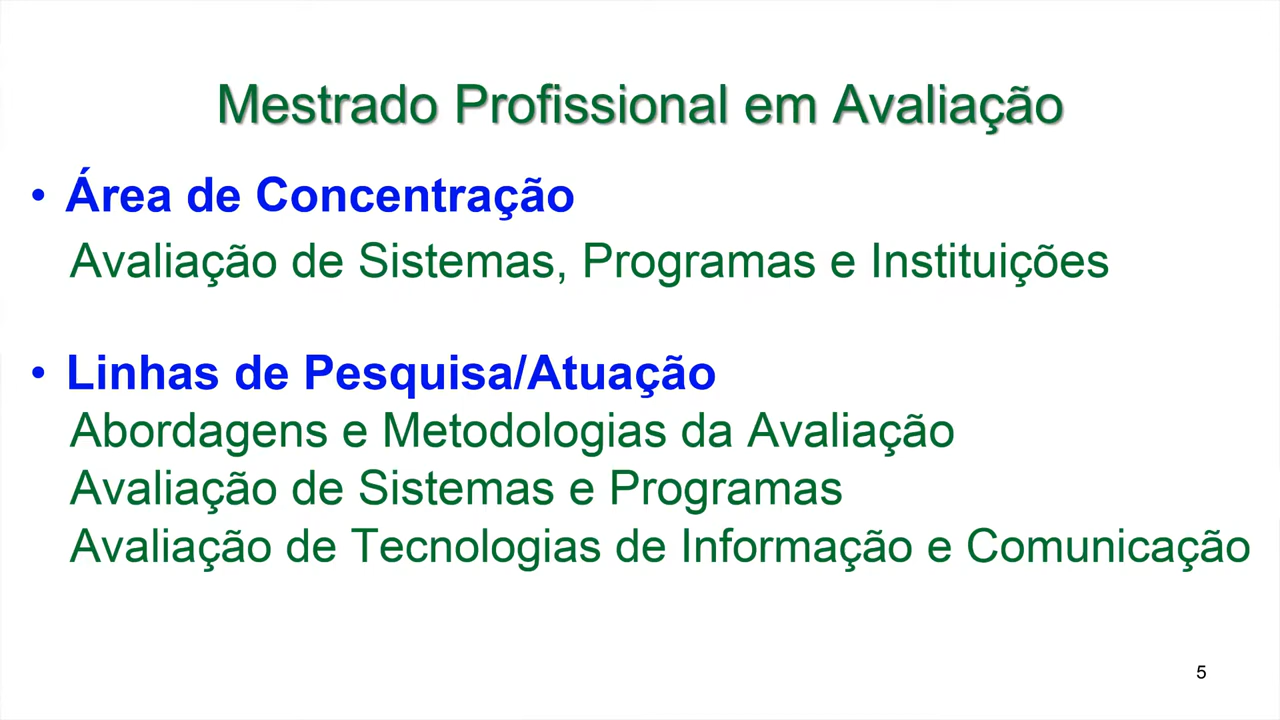 Mestrado Profissional em Avaliação
• Área de Concentração
Avaliação de Sistemas, Programas e Instituições
• Linhas de Pesquisa/Atuação
Abordagens e Metodologias da Avaliação
Avaliação de Sistemas e Programas
Avaliação de Tecnologias de Informação e Comunicação
5